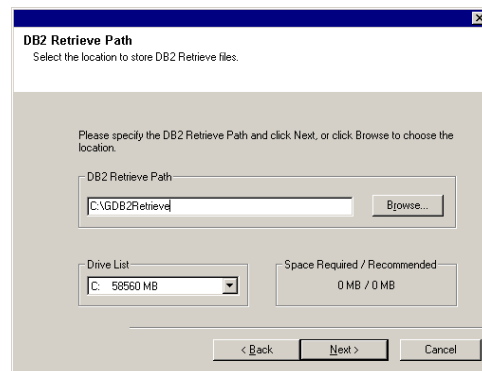 DB2 Retrieve Path
Select the location to store DB2 Retrieve files.
Please specify the DB2 Retrieve Path and click Next, or click Browse to choose the
location.
DB2 Retrieve Path
C:\GDB2Retrieve
Browse...
Drive List
C: 58560 MB
Space Required / Recommended
0 MB / 0 MB
< Back
Next >
Cancel